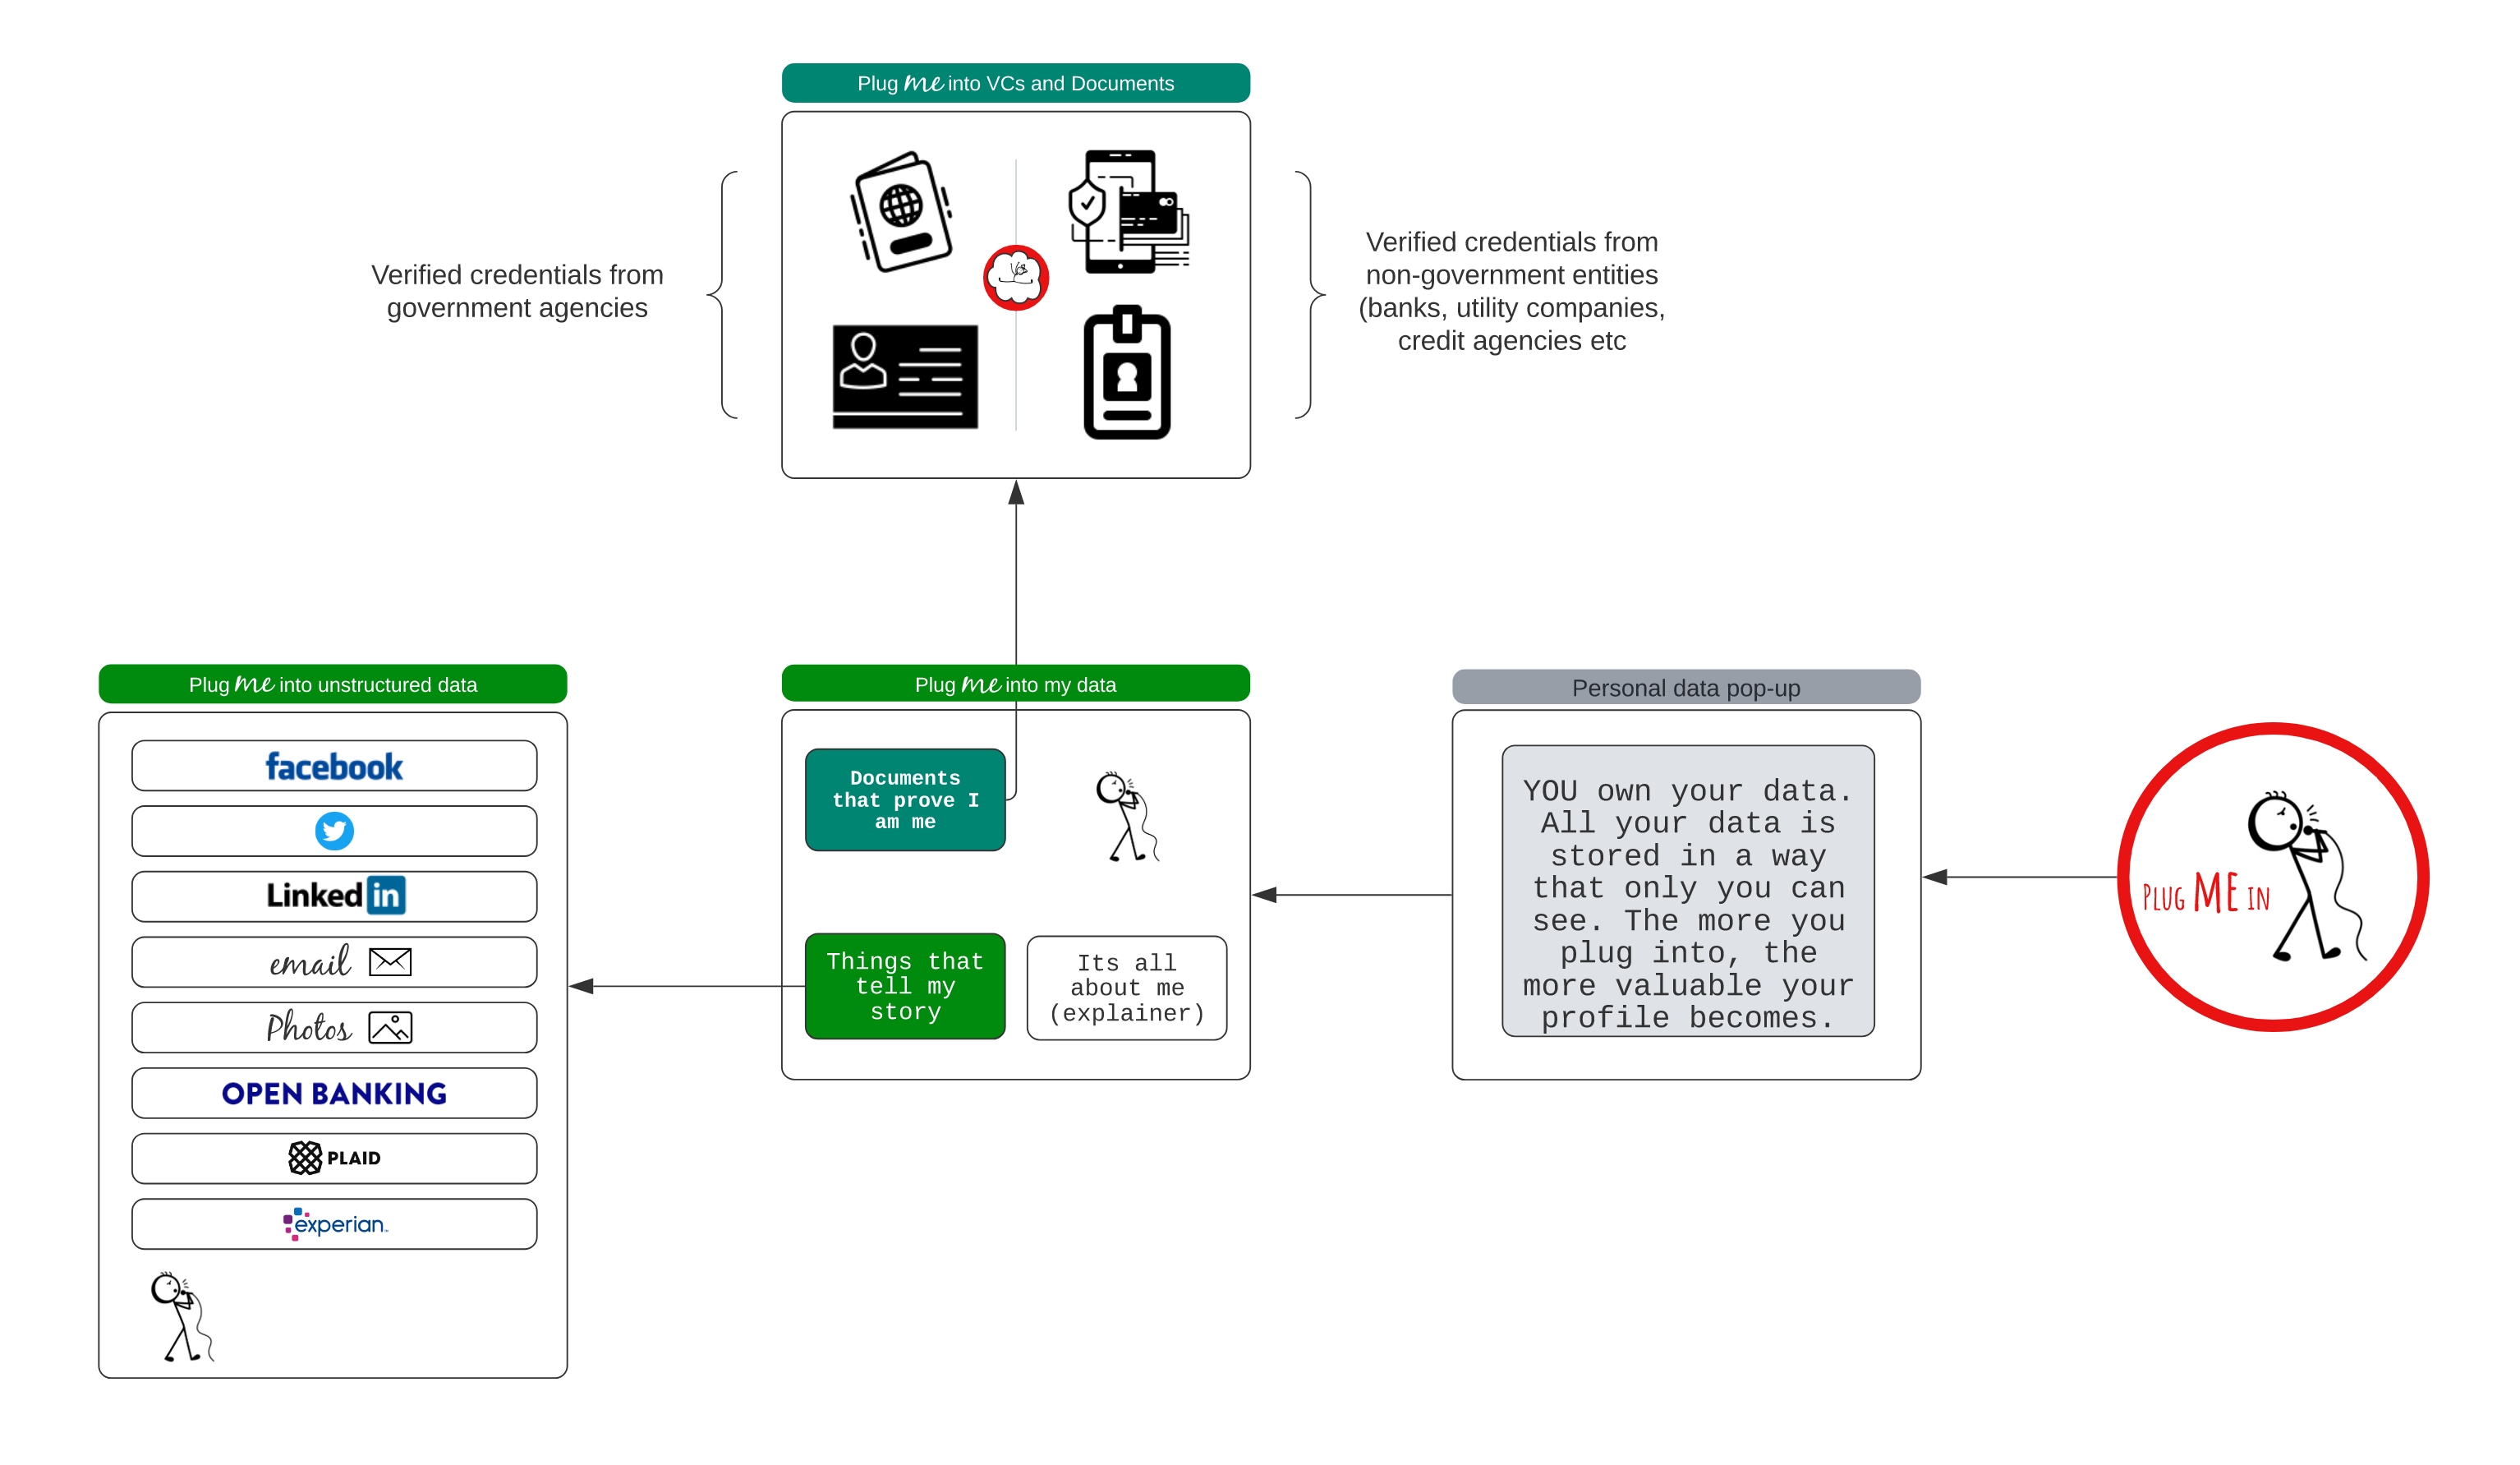 Plug me into VCs and Documents
Verified credentials from
government agencies
Verified credentials from
non-government entities
(banks, utility companies,
credit agencies etc
Plug me into unstructured data
facebook
Linked in
email
Photos
OPEN BANKING
PLAID
experian
Plug me into my data
Documents
that prove I
am me
Things that
tell my
story
Its all
about me
(explainer)
Personal data pop-up
YOU own your data.
All your data is
stored in a way
that only you can
see. The more you
plug into, the
more valuable your
profile becomes.
PLUG ME IN